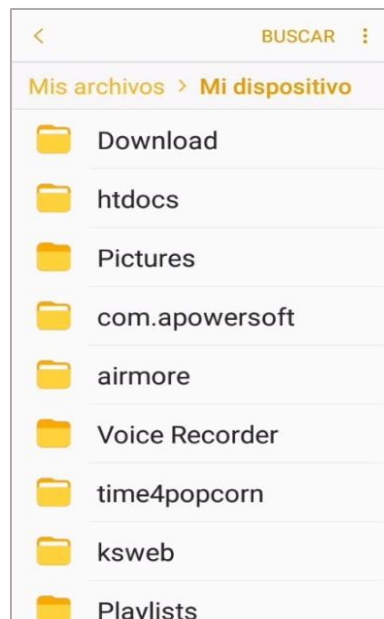 BUSCAR
Mis archivos > Mi dispositivo
Download
htdocs
Pictures
com.apowersoft
airmore
Voice Recorder
time4popcorn
ksweb
Playlists